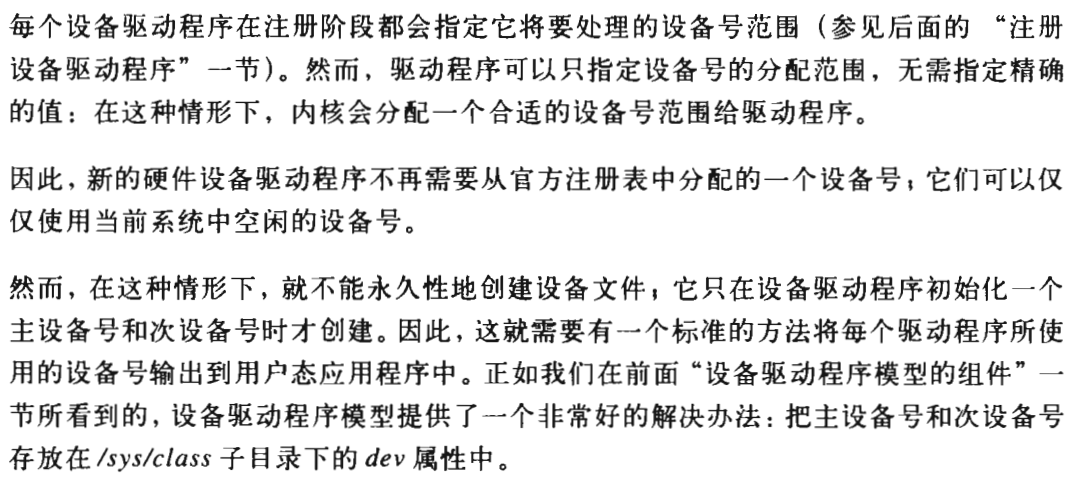 每个设备驱动程序在注册阶段都会指定它将要处理的设备号范围（参见后面的 “注册
设备驱动程序” 一节）。然而，驱动程序可以只指定设备号的分配范围，无需指定精确
的值：在这种情形下，内核会分配一个合适的设备号范围给驱动程序。
因此，新的硬件设备驱动程序不再需要从官方注册表中分配的一个设备号；它们可以仅
仅使用当前系统中空闲的设备号。
然而，在这种情形下，就不能永久性地创建设备文件；它只在设备驱动程序初始化一个
主设备号和次设备号时才创建。因此，这就需要有一个标准的方法将每个驱动程序所使
用的设备号输出到用户态应用程序中。正如我们在前面“设备驱动程序模型的组件”一
节所看到的，设备驱动程序模型提供了一个非常好的解决办法：把主设备号和次设备号
存放在 /sys/class 子目录下的 dev 属性中。